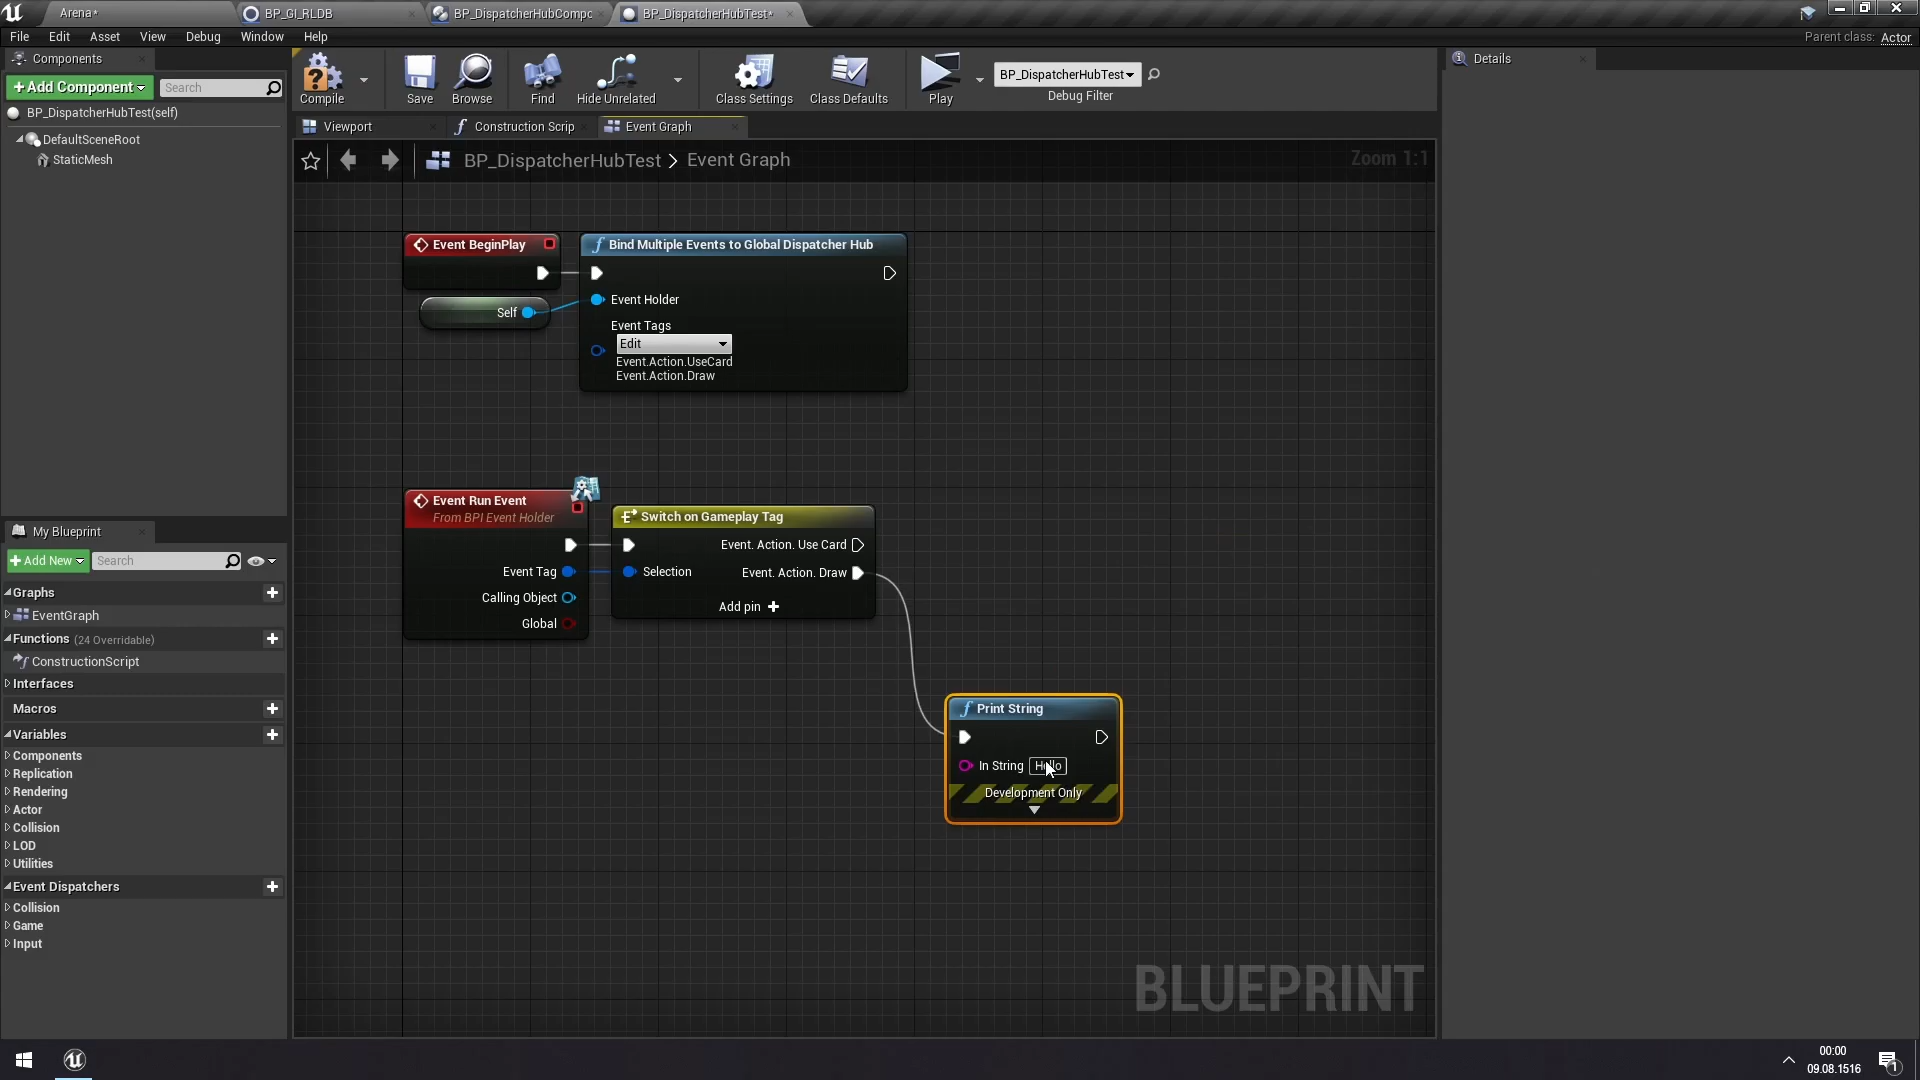 Arena*
BP_GI_RLDB
BP_DispatcherHubCompc
BP_DispatcherHubTest*
File
Edit
Asset
View
Debug
Window
Help
Parent class: Actor
Components
+Add Component
Search
BP_DispatcherHubTest(self)
DefaultSceneRoot
StaticMesh
Compile
Save
Browse
Find
Hide Unrelated
Class Settings
Class Defaults
Play
BP_DispatcherHubTest
Debug Filter
Details
Viewport
Construction Scrip
Event Graph
BP_DispatcherHubTest > Event Graph
Zoom 1:1
Event BeginPlay
Self
Bind Multiple Events to Global Dispatcher Hub
Event Holder
Event Tags
Edit
Event.Action.UseCard
Event.Action.Draw
Event Run Event
From BPI Event Holder
Event Tag
Calling Object
Global
Switch on Gameplay Tag
Event. Action. Use Card
Selection
Event. Action. Draw
Add pin +
Print String
In String
Hello
Development Only
BLUEPRINT
My Blueprint
+Add New
Search
Graphs
EventGraph
Functions (24 Overridable)
ConstructionScript
Interfaces
Macros
Variables
Components
Replication
Rendering
Actor
Collision
LOD
Utilities
Event Dispatchers
Collision
Game
Input
00:00
09.08.1516
1